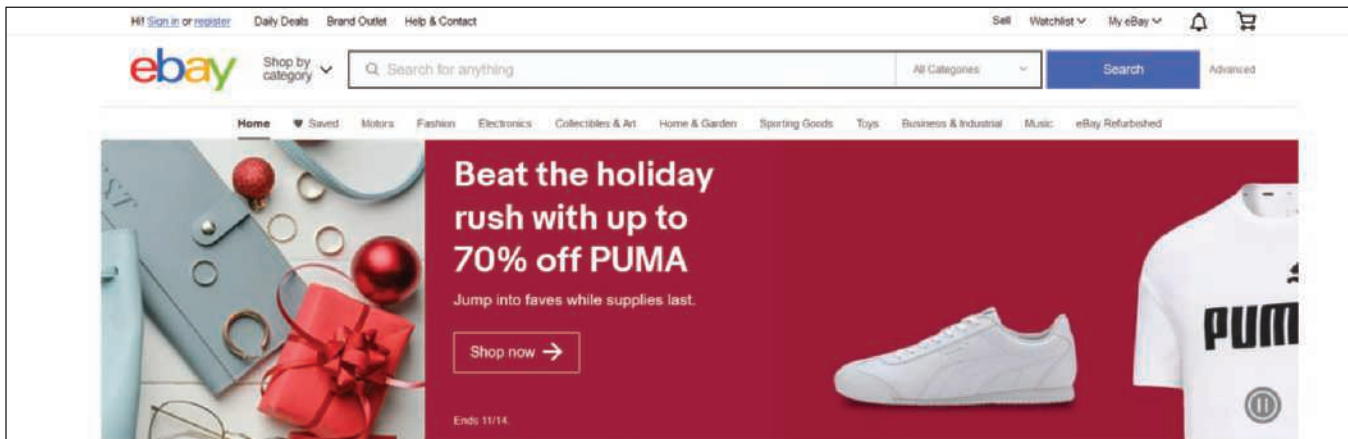 Hi! Sign in or register Daily Deals Brand Outlet Help & Contact Sell Watchlist My eBay
ebay Shop by category Search for anything All Categories Search Advanced
Home Saved Motors Fashion Electronics Collectibles & Art Home & Garden Sporting Goods Toys Business & Industrial Music eBay Refurbished
Beat the holiday
rush with up to
70% off PUMA
Jump into faves while supplies last.
Shop now
Ends 11/14.